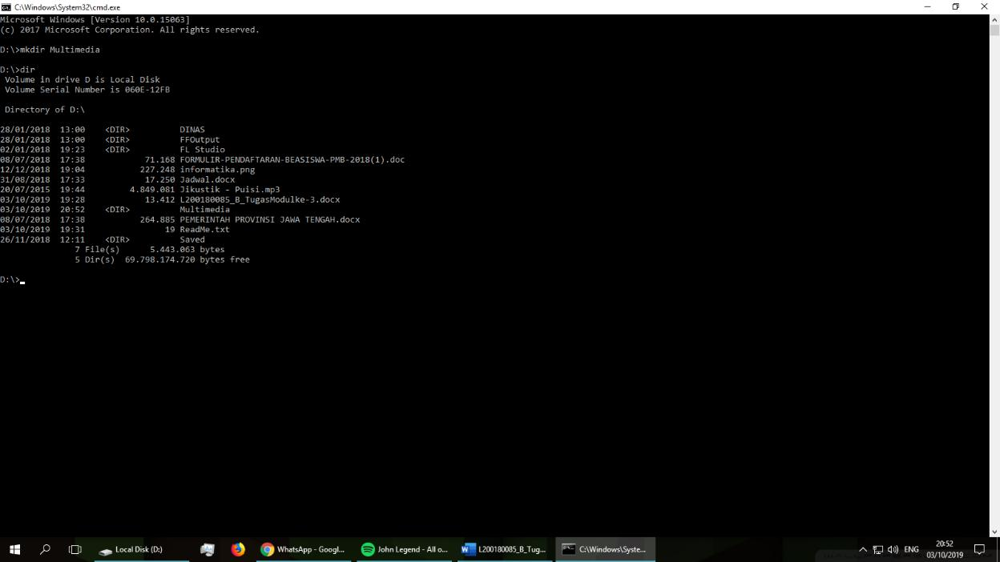 C:\Windows\System32\cmd.exe
Microsoft Windows [Version 10.0.15063]
(c) 2017 Microsoft Corporation. All rights reserved.
D:\>mkdir Multimedia
D:\>dir
Volume in drive D is Local Disk
Volume Serial Number is 060E-12FB
Directory of D:\
28/01/2018 13:00 <DIR> DINAS
28/01/2018 13:00 <DIR> FFOutput
02/01/2018 19:23 <DIR> FL Studio
08/07/2018 17:38 71.168 FORMULIR-PENDAFTARAN-BEASISWA-PMB-2018(1).doc
12/12/2018 19:04 227.248 informatika.png
31/08/2018 17:33 17.250 Jadwal.docx
20/07/2015 19:44 4.849.081 Jikustik - Puisi.mp3
03/10/2019 19:28 13.412 L200180085_B_TugasModulke-3.docx
03/10/2019 20:52 <DIR> Multimedia
08/07/2018 17:38 264.885 PEMERINTAH PROVINSI JAWA TENGAH.docx
03/10/2019 19:31 19 ReadMe.txt
26/11/2018 12:11 <DIR> Saved
7 File(s) 5.443.063 bytes
5 Dir(s) 69.798.174.720 bytes free
D:\>
Local Disk (D:) WhatsApp - Googl... John Legend - All o... L200180085_B_Tug... C:\Windows\Syste... ENG 20:52
03/10/2019